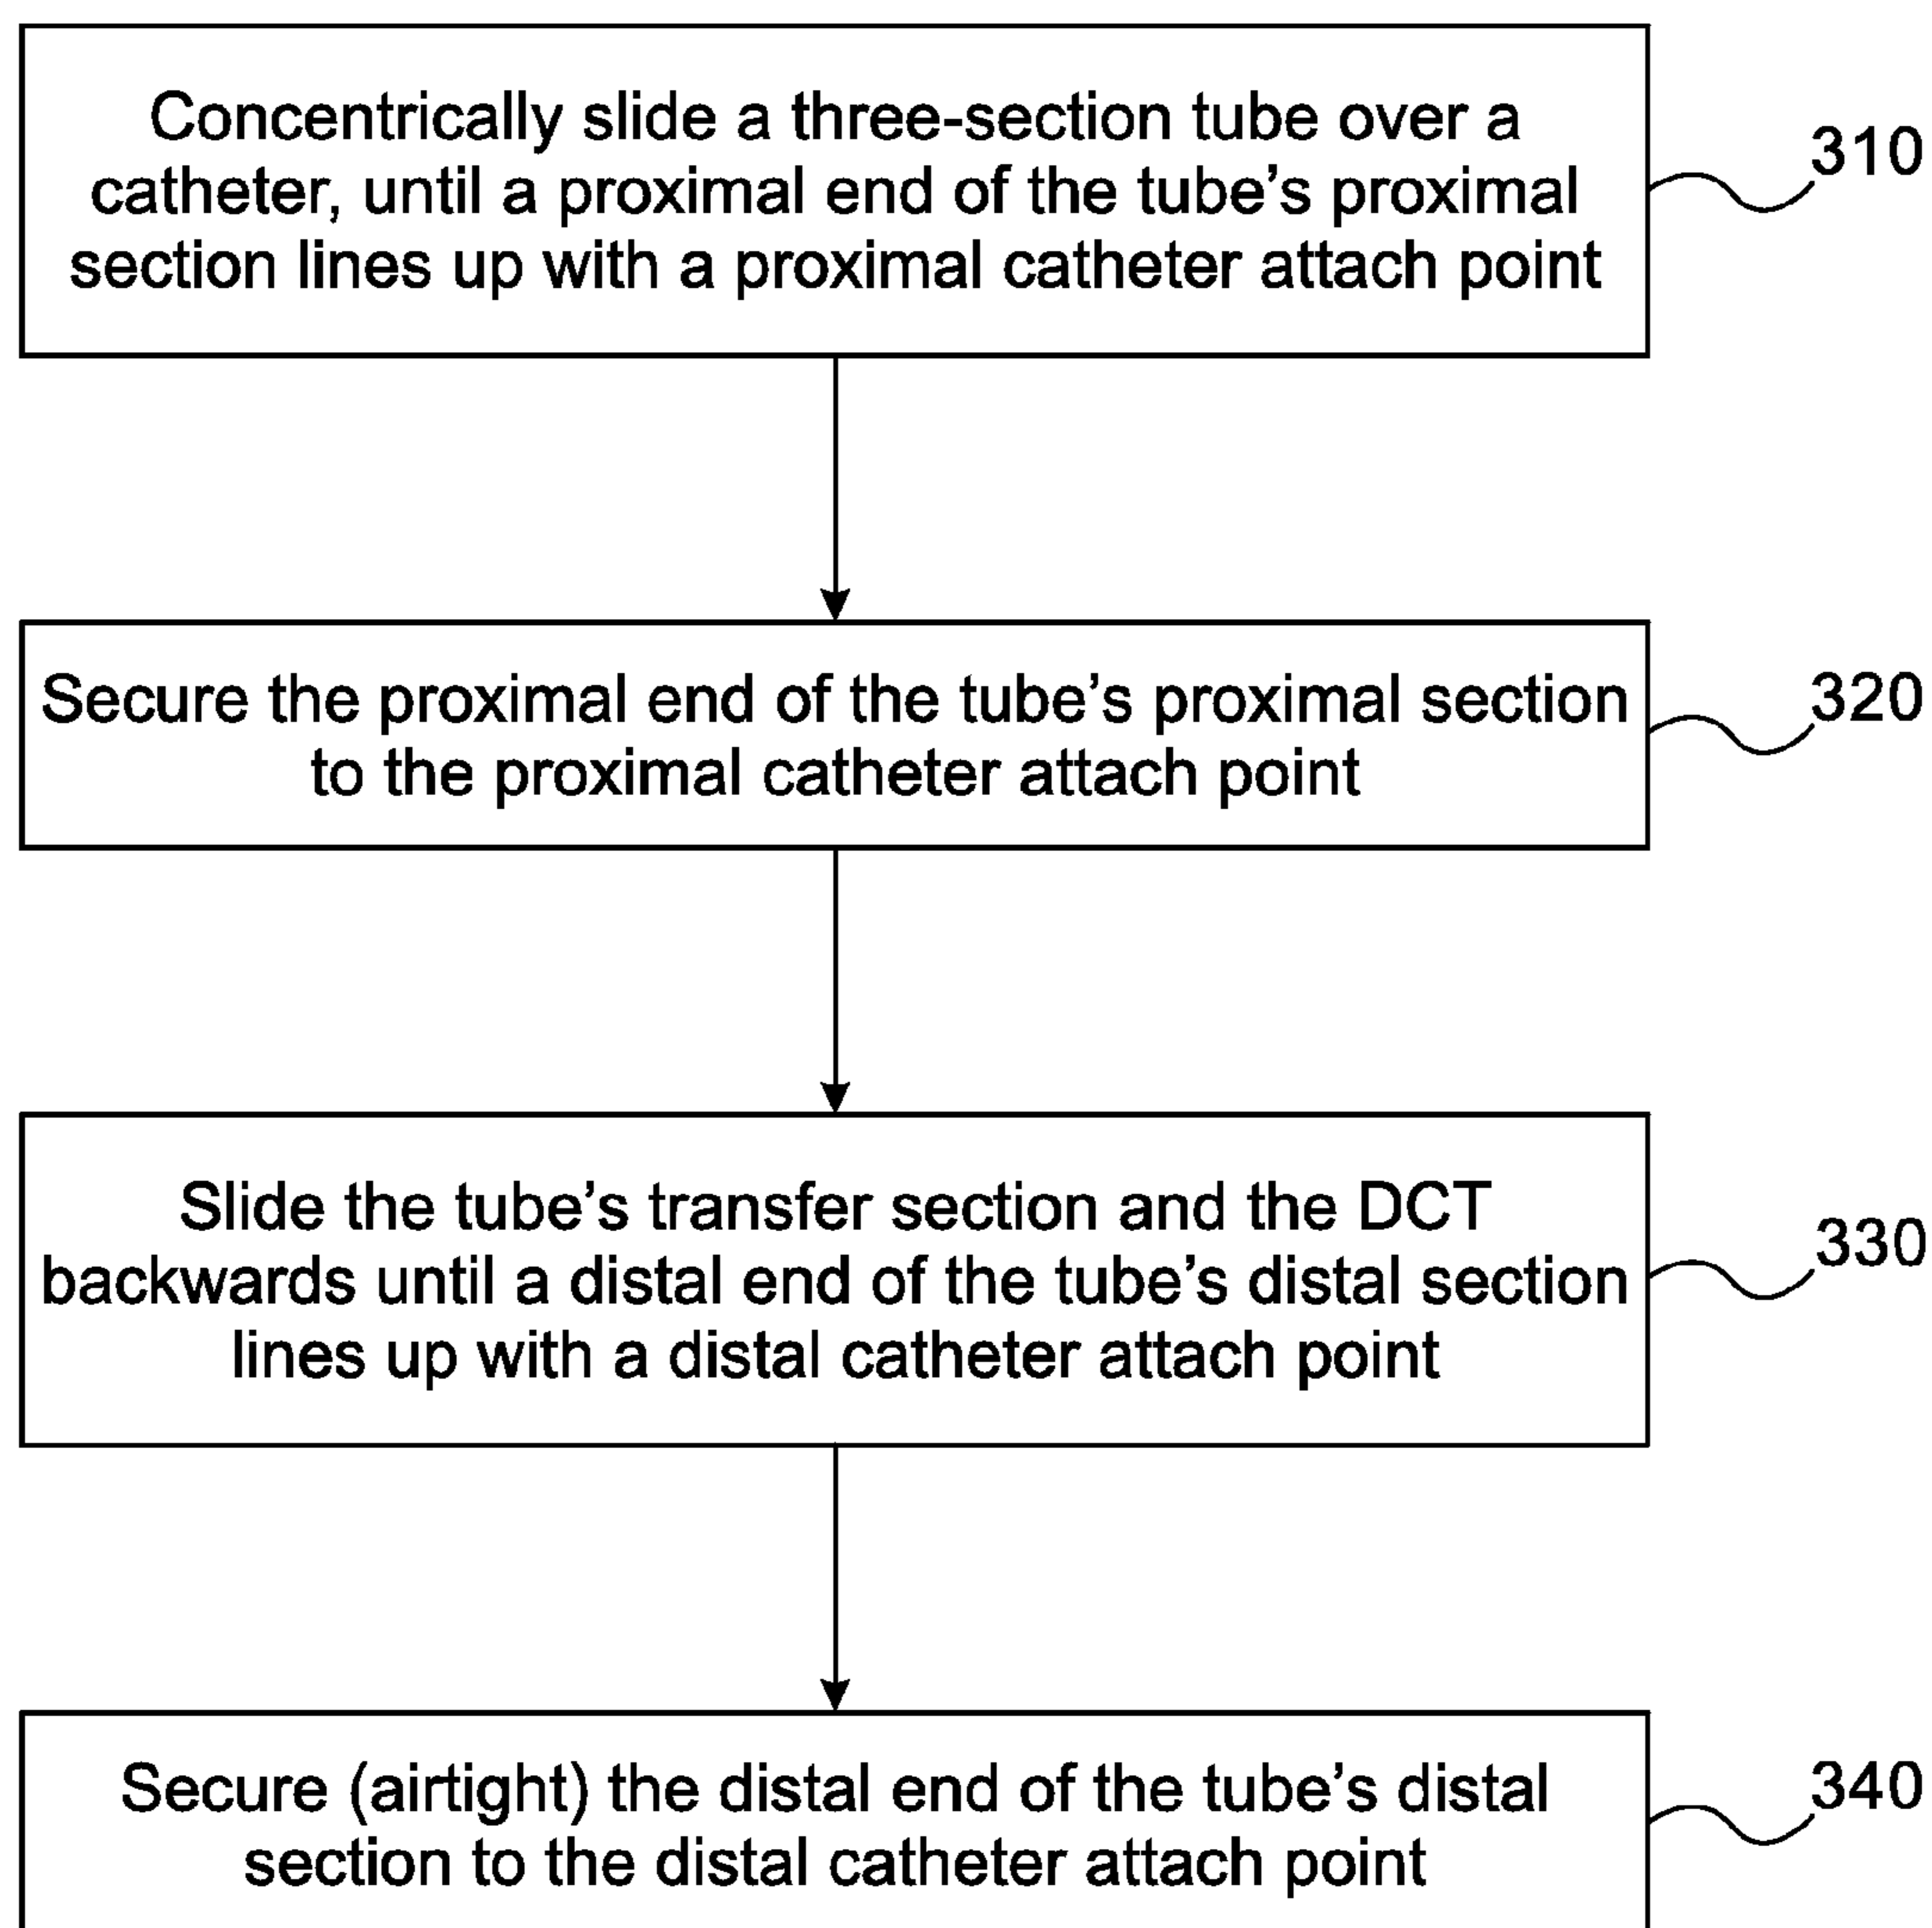 Concentrically slide a three-section tube over a
catheter, until a proximal end of the tube’s proximal
section lines up with a proximal catheter attach point
310
Secure the proximal end of the tube’s proximal section
to the proximal catheter attach point
320
Slide the tube’s transfer section and the DCT
backwards until a distal end of the tube’s distal section
lines up with a distal catheter attach point
330
Secure (airtight) the distal end of the tube’s distal
section to the distal catheter attach point
340